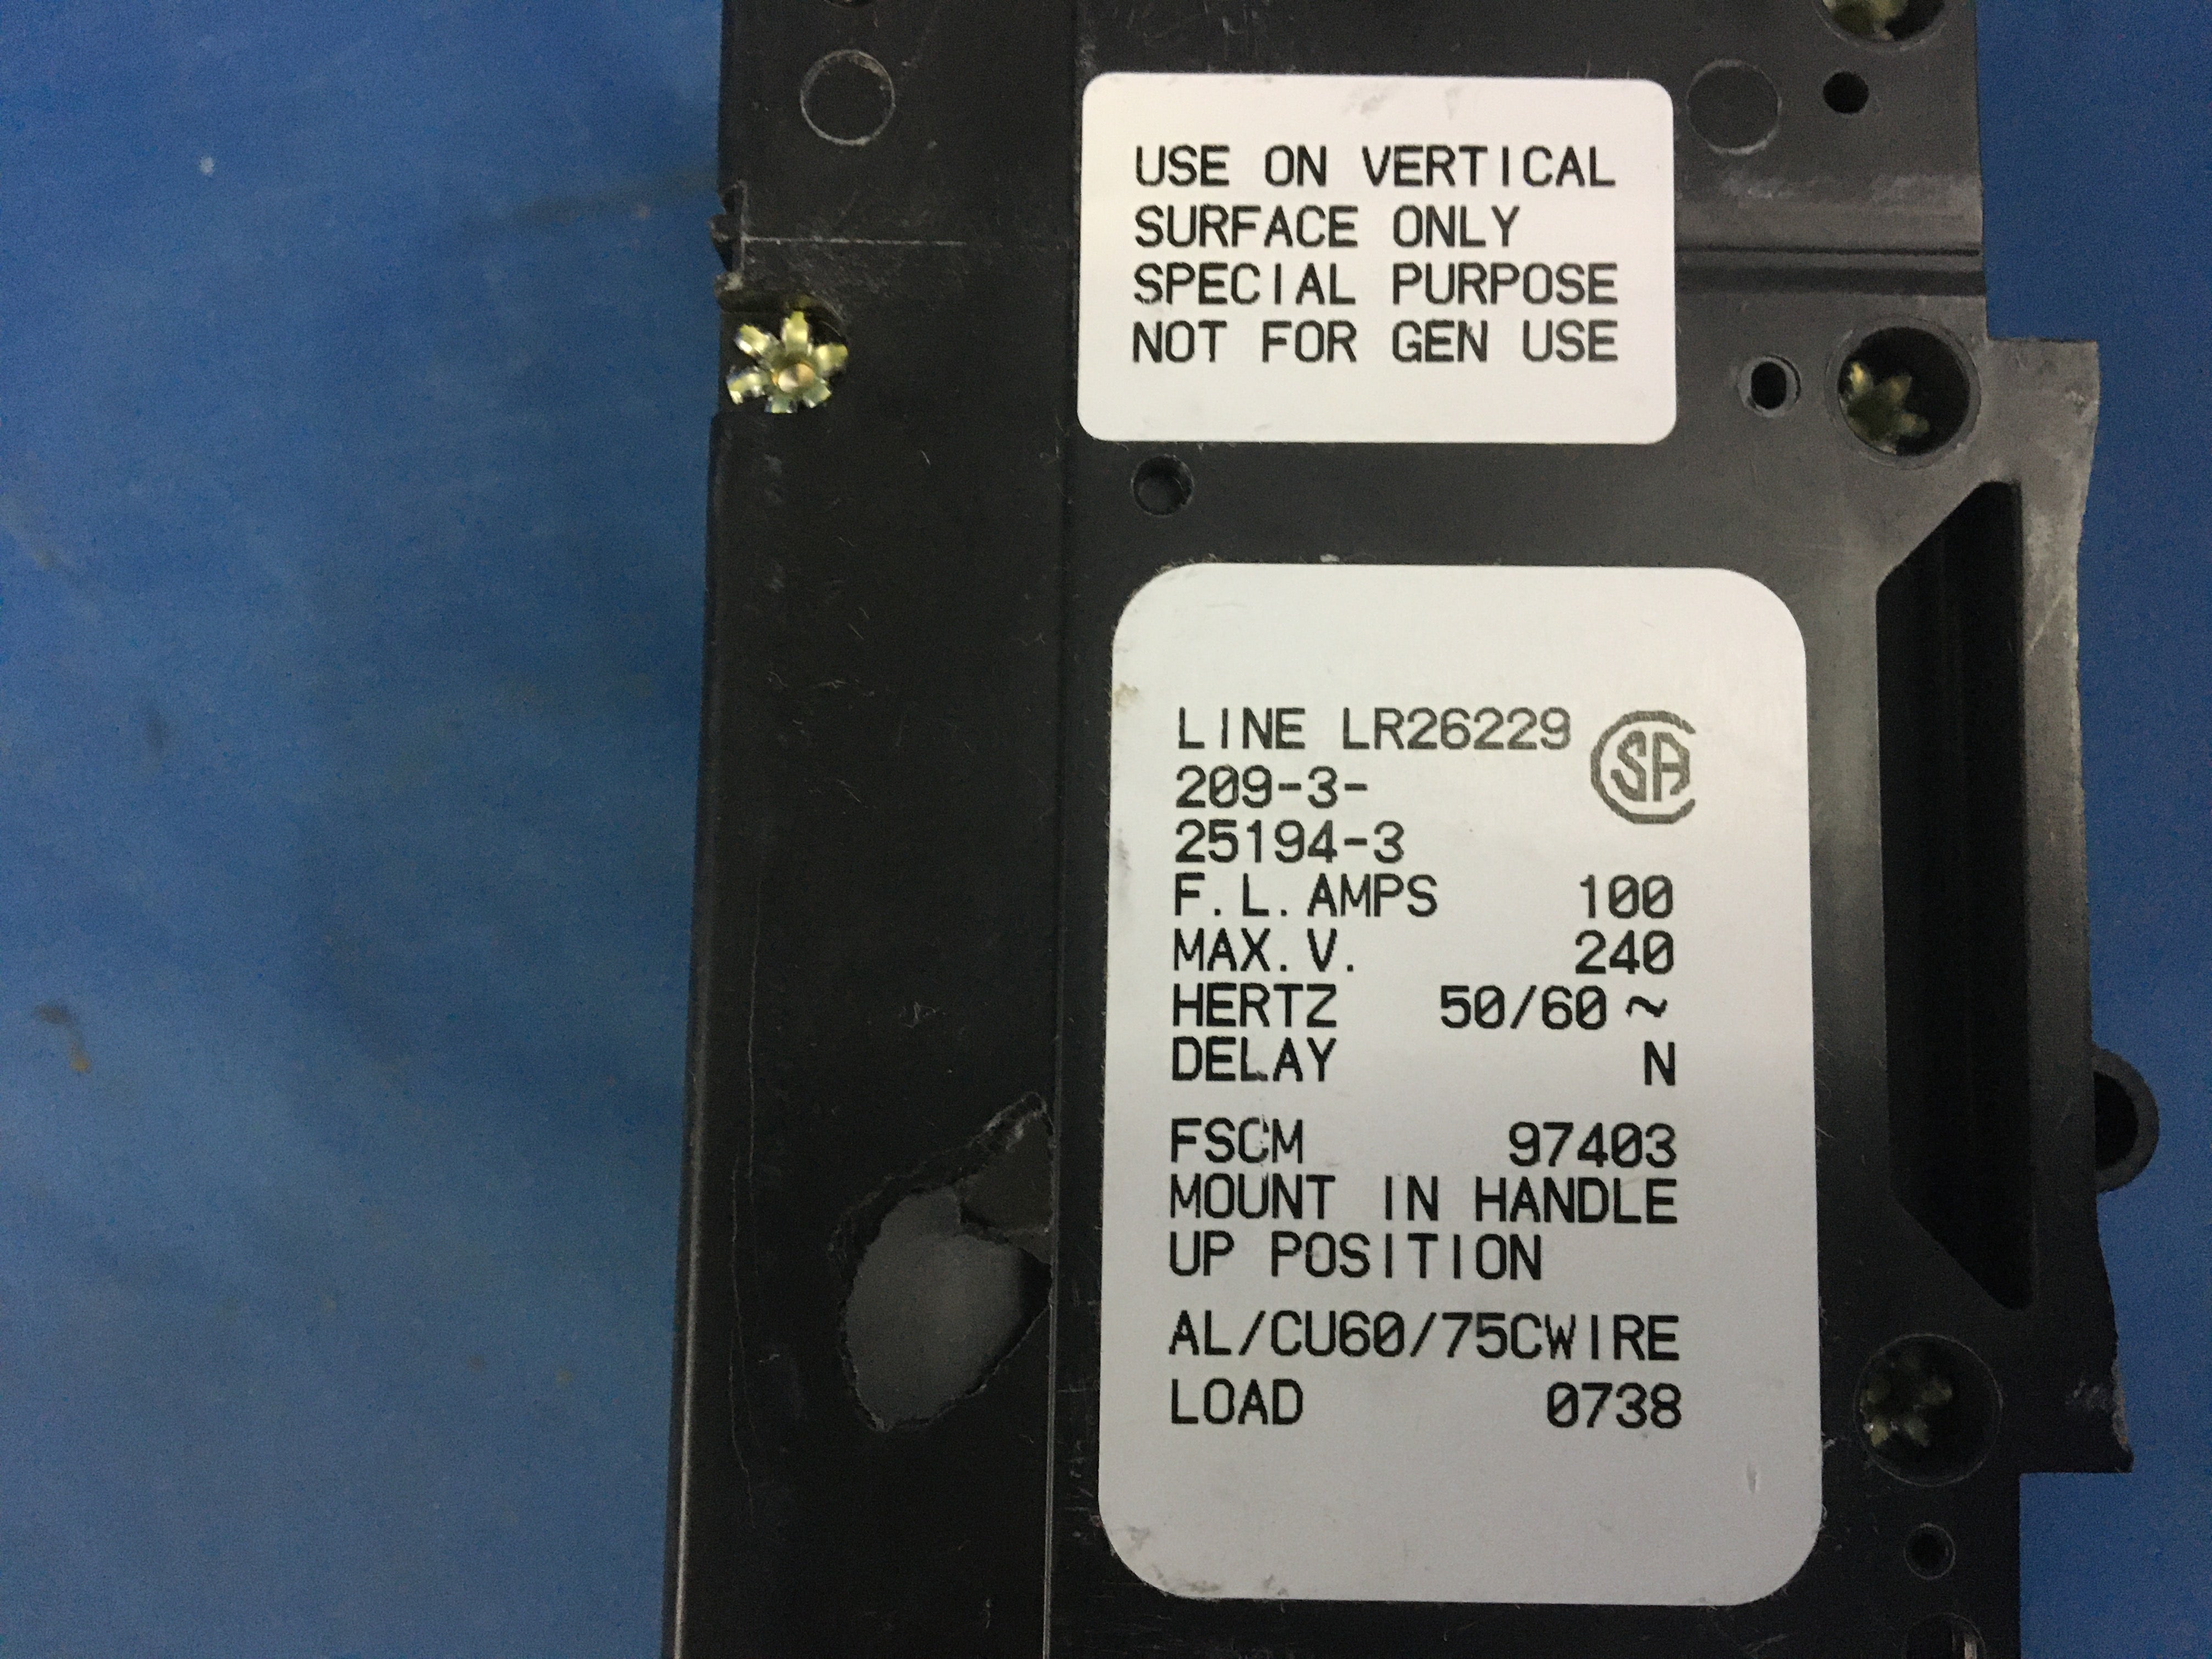 USE ON VERTICAL
SURFACE ONLY
SPECIAL PURPOSE
NOT FOR GEN USE
LINE LR26229
SA
209-3-
25194-3
F.L.AMPS 100
MAX.V. 240
HERTZ 50/60~
DELAY N
FSCM 97403
MOUNT IN HANDLE
UP POSITION
AL/CU60/75CWIRE
LOAD 0738